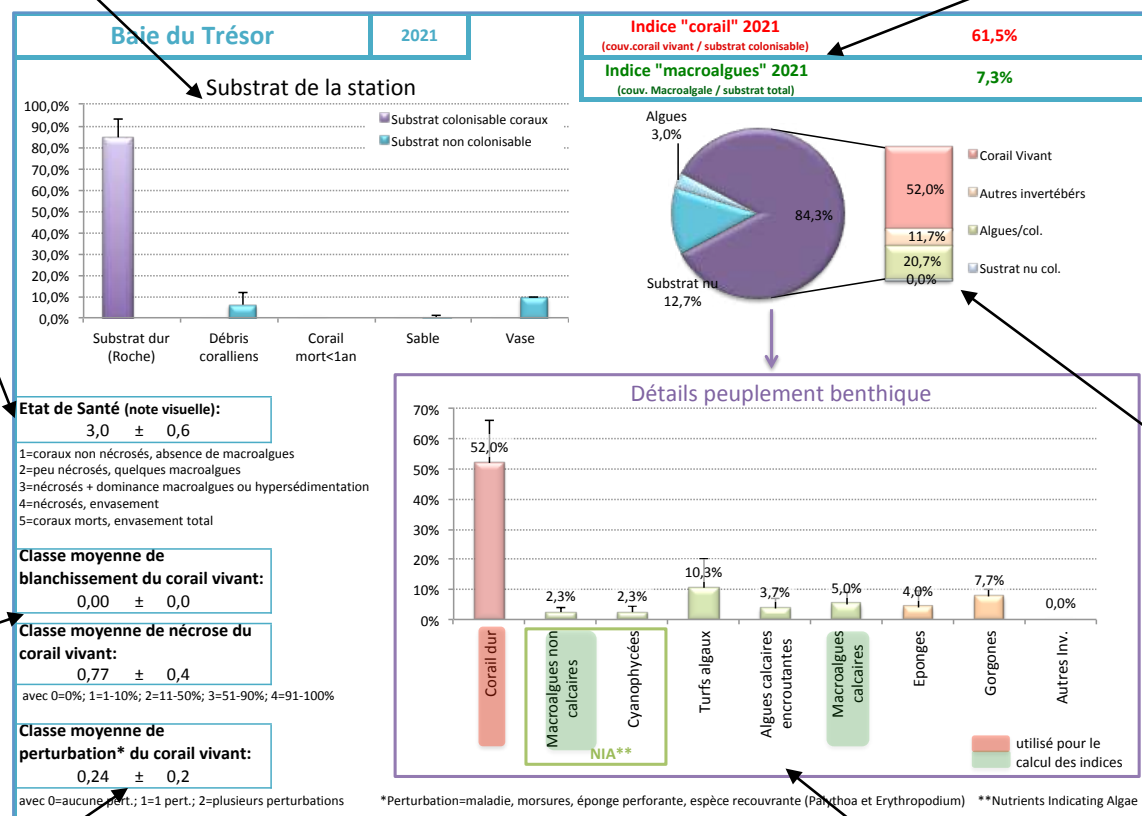 Baie du Trésor
2021
Indice "corail" 2021
(couv.corail vivant / substrat colonisable)
61,5%
Indice "macroalgues" 2021
(couv. Macroalgale / substrat total)
7,3%
Substrat de la station
100,0%
90,0%
80,0%
70,0%
60,0%
50,0%
40,0%
30,0%
20,0%
10,0%
0,0%
Substrat colonisable coraux
Substrat non colonisable
Substrat dur
(Roche)
Débris
coralliens
Corail
mort<1an
Sable
Vase
Algues
3,0%
84,3%
Substrat nu
12,7%
52,0%
11,7%
20,7%
0,0%
Corail Vivant
Autres invertébérs
Algues/col.
Sustrat nu col.
Etat de Santé (note visuelle):
3,0 ± 0,6
1=coraux non nécrosés, absence de macroalgues
2=peu nécrosés, quelques macroalgues
3=nécrosés + dominance macroalgues ou hypersédimentation
4=nécrosés, envasement
5=coraux morts, envasement total
Classe moyenne de
blanchissement du corail vivant:
0,00 ± 0,0
Classe moyenne de nécrose du
corail vivant:
0,77 ± 0,4
avec 0=0%; 1=1-10%; 2=11-50%; 3=51-90%; 4=91-100%
Classe moyenne de
perturbation* du corail vivant:
0,24 ± 0,2
avec 0=aucune pert.; 1=1 pert.; 2=plusieurs perturbations
Détails peuplement benthique
70%
60%
50%
40%
30%
20%
10%
0%
52,0%
2,3%
2,3%
10,3%
3,7%
5,0%
4,0%
7,7%
0,0%
Corail dur
Macroalgues non
calcaires
Cyanophycées
Turfs algaux
Algues calcaires
encroutantes
Macroalgues
calcaires
Eponges
Gorgones
Autres Inv.
NIA**
utilisé pour le
calcul des indices
*Perturbation=maladie, morsures, éponge perforante, espèce recouvrante (Palythoa et Erythropodium) **Nutrients Indicating Algae